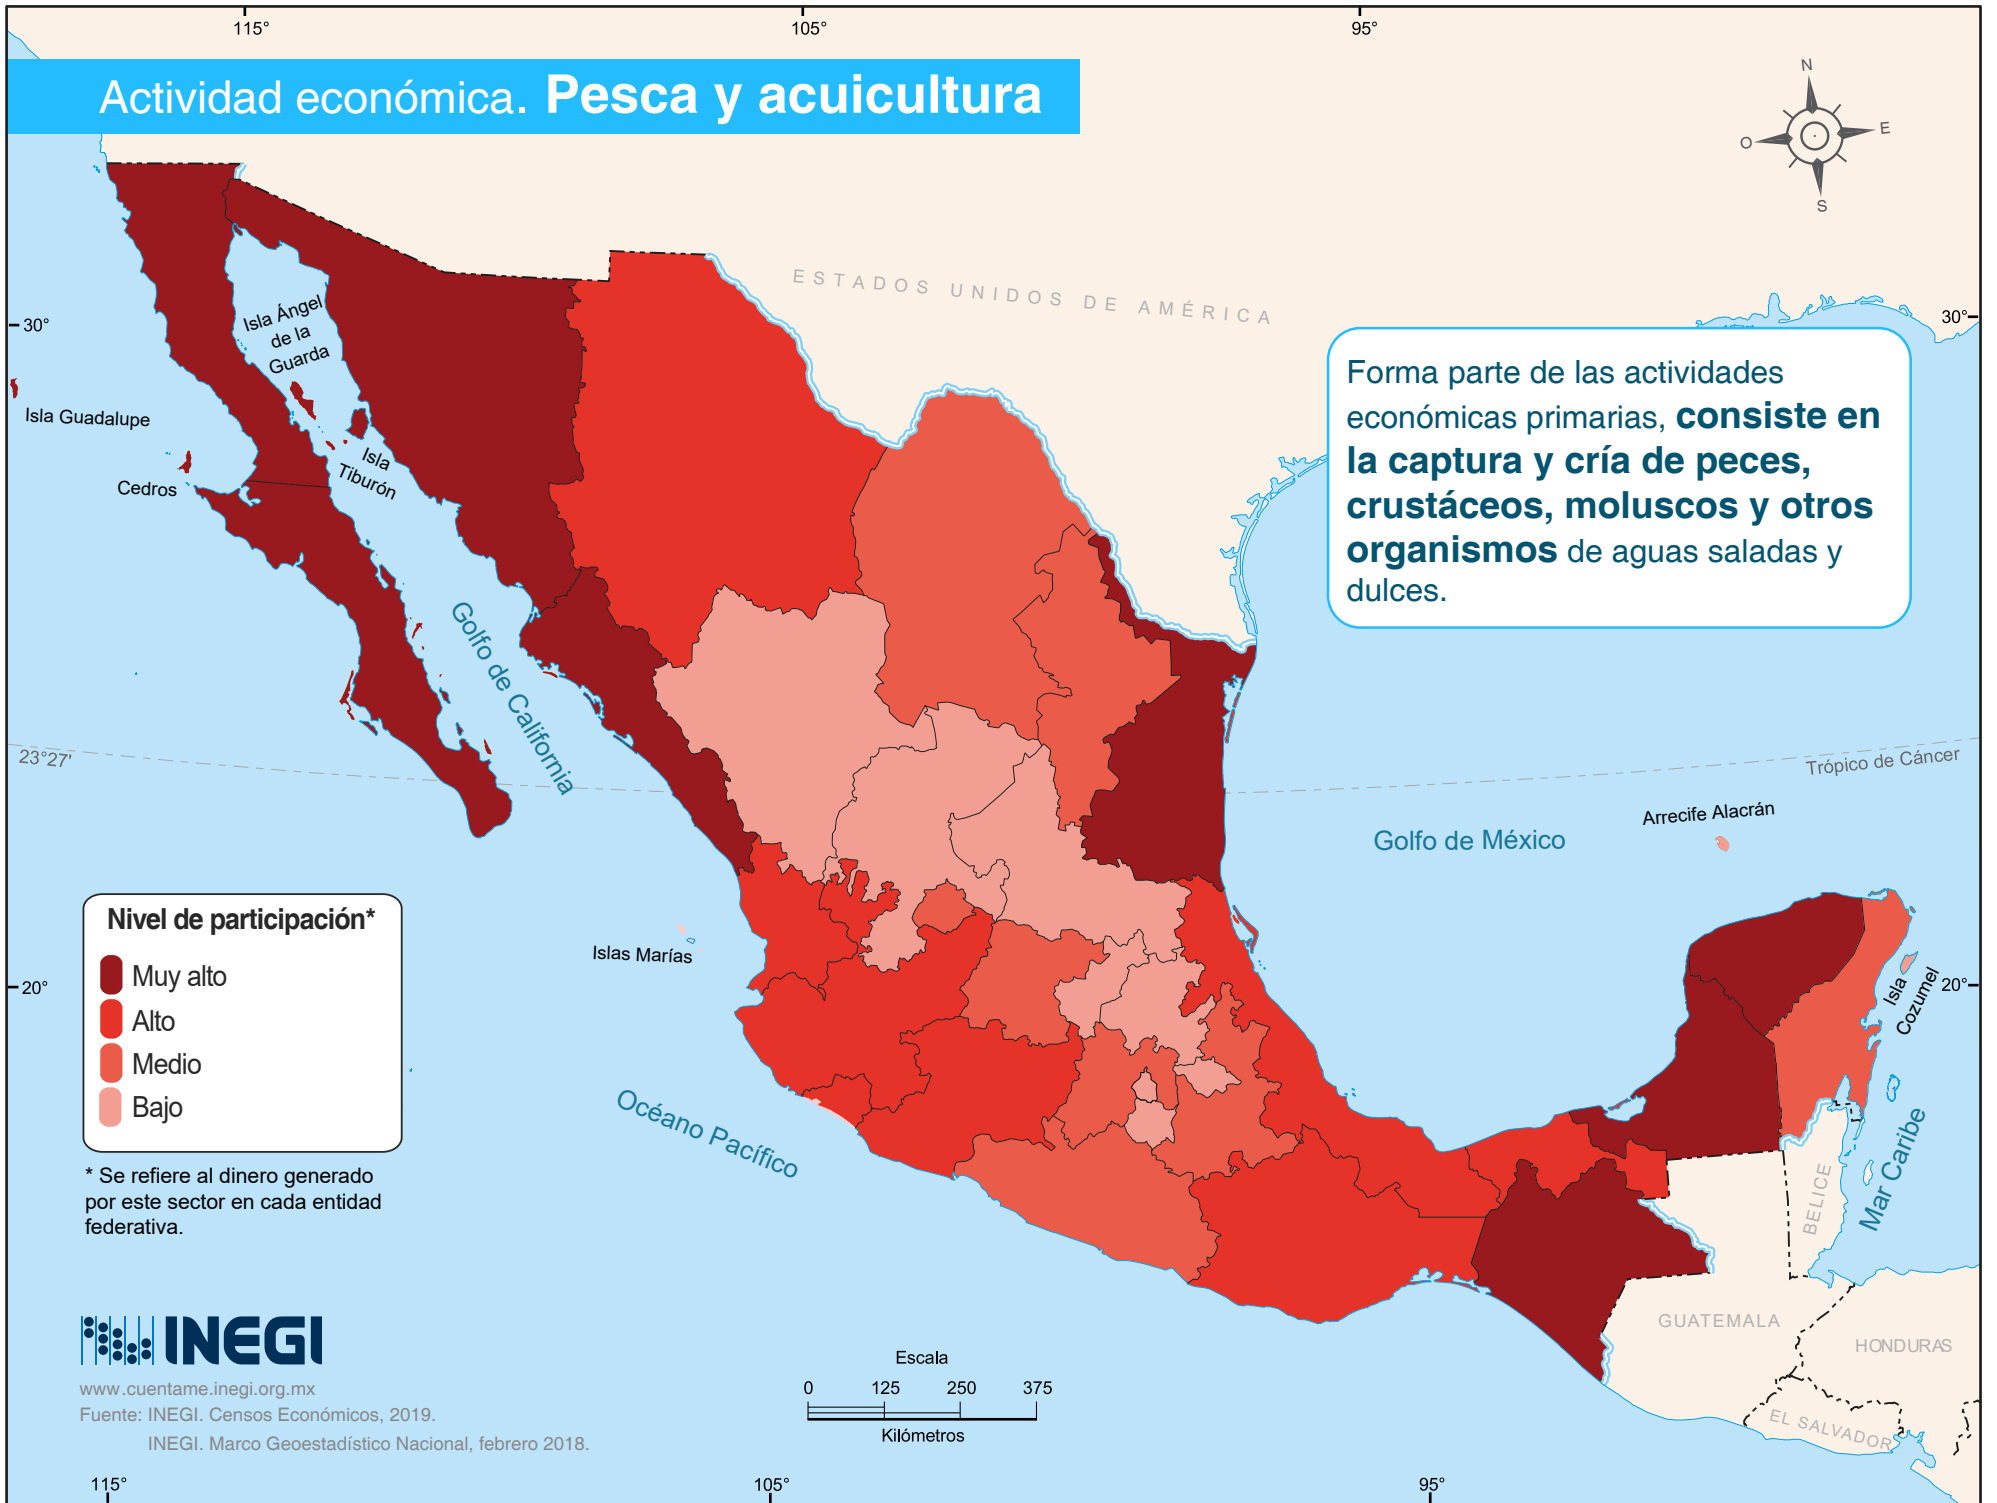 115°
105°
95°
Actividad económica. Pesca y acuicultura
N
O
E
S
ESTADOS UNIDOS DE AMÉRICA
30°
30°
Forma parte de las actividades
económicas primarias, consiste en
la captura y cría de peces,
crustáceos, moluscos y otros
organismos de aguas saladas y
dulces.
Isla Ángel
de la
Guarda
Isla Guadalupe
Isla
Tiburón
Cedros
Golfo de California
23°27'
Trópico de Cáncer
Arrecife Alacrán
Golfo de México
Nivel de participación*
Muy alto
Alto
Medio
Bajo
Islas Marías
20°
20°
Isla
Cozumel
Océano Pacífico
Mar Caribe
BELICE
* Se refiere al dinero generado
por este sector en cada entidad
federativa.
GUATEMALA
HONDURAS
EL SALVADOR
INEGI
www.cuentame.inegi.org.mx
Fuente: INEGI. Censos Económicos, 2019.
INEGI. Marco Geoestadístico Nacional, febrero 2018.
Escala
0 125 250 375
Kilómetros
115°
105°
95°